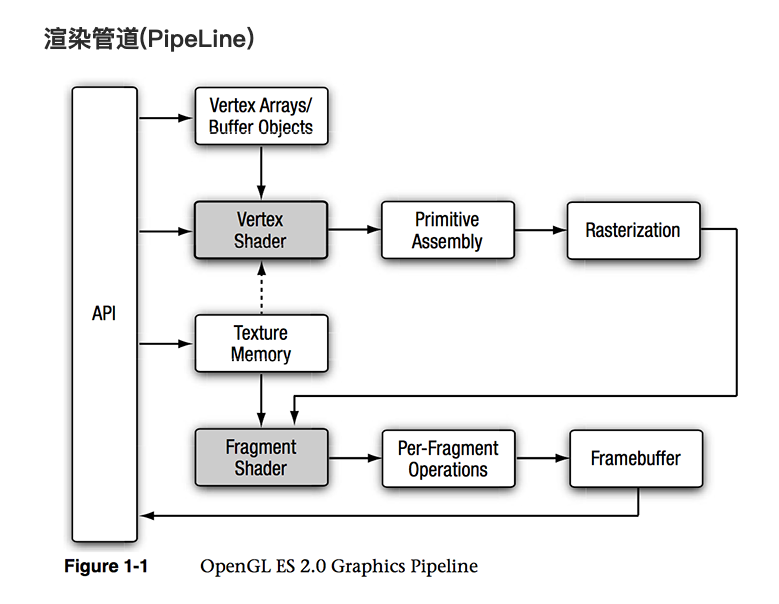 渲染管道(PipeLine)
Vertex Arrays/
Buffer Objects
Vertex
Shader
Primitive
Assembly
Rasterization
API
Texture
Memory
Fragment
Shader
Per-Fragment
Operations
Framebuffer
Figure 1-1 OpenGL ES 2.0 Graphics Pipeline